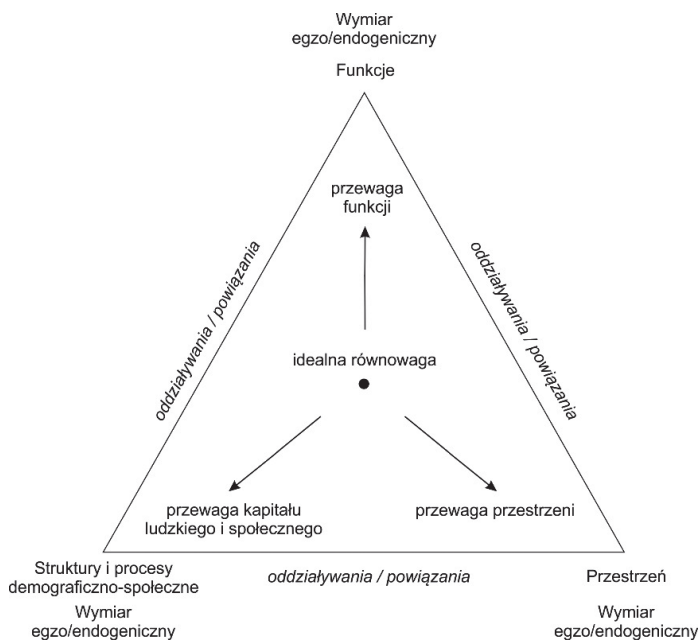 Wymiar
egzo/endogeniczny
Funkcje
przewaga
funkcji
oddziaływania / powiązania
oddziaływania / powiązania
idealna równowaga
przewaga kapitału
ludzkiego i społecznego
przewaga przestrzeni
Struktury i procesy
demograficzno-społeczne
Wymiar
egzo/endogeniczny
oddziaływania / powiązania
Przestrzeń
Wymiar
egzo/endogeniczny